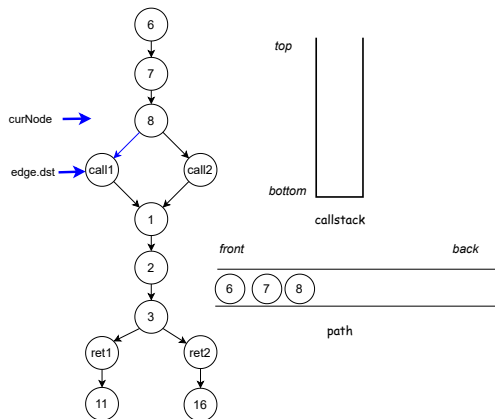 6
top
7
curNode
8
edge.dst
call1
call2
bottom
callstack
1
front
back
2
6
7
8
3
path
ret1
ret2
11
16